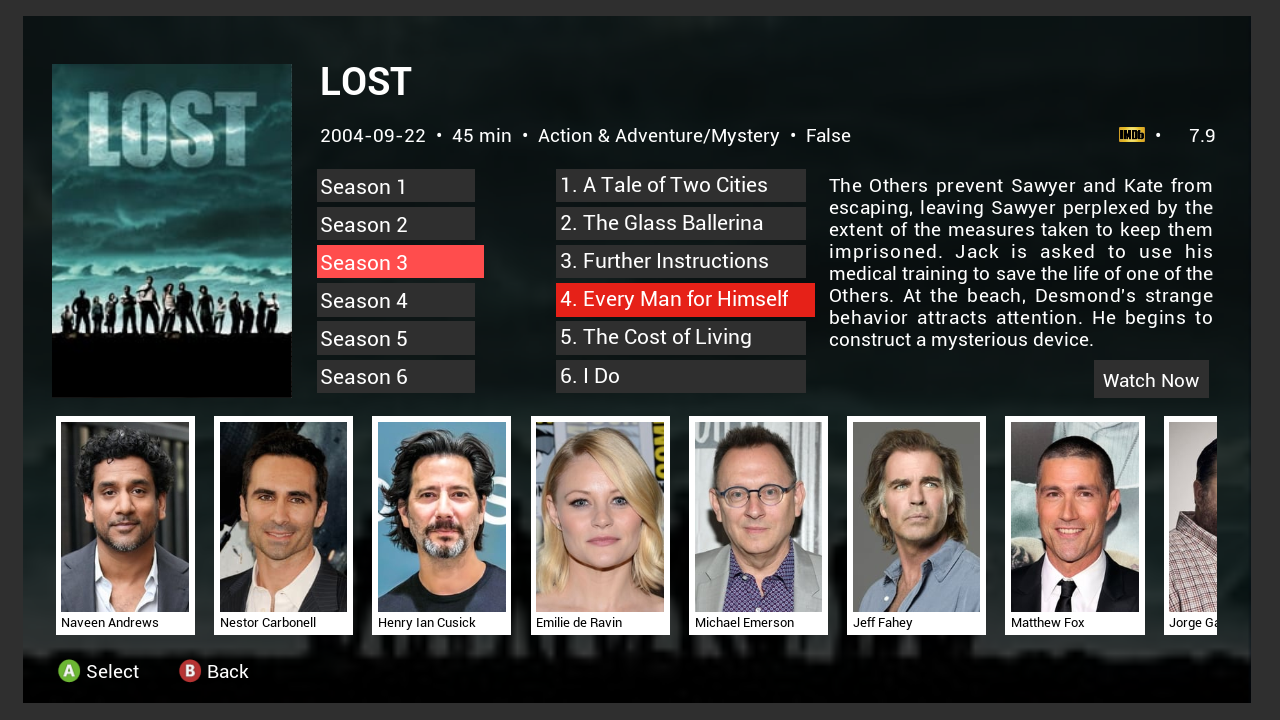 LOST
LOST
2004-09-22 • 45 min • Action & Adventure/Mystery • False
IMDb • 7.9
Season 1
Season 2
Season 3
Season 4
Season 5
Season 6
1. A Tale of Two Cities
2. The Glass Ballerina
3. Further Instructions
4. Every Man for Himself
5. The Cost of Living
6. I Do
The Others prevent Sawyer and Kate from
escaping, leaving Sawyer perplexed by the
extent of the measures taken to keep them
imprisoned. Jack is asked to use his
medical training to save the life of one of the
Others. At the beach, Desmond's strange
behavior attracts attention. He begins to
construct a mysterious device.
Watch Now
Naveen Andrews
Nestor Carbonell
Henry Ian Cusick
Emilie de Ravin
Michael Emerson
Jeff Fahey
Matthew Fox
Jorge Ga
A Select
B Back